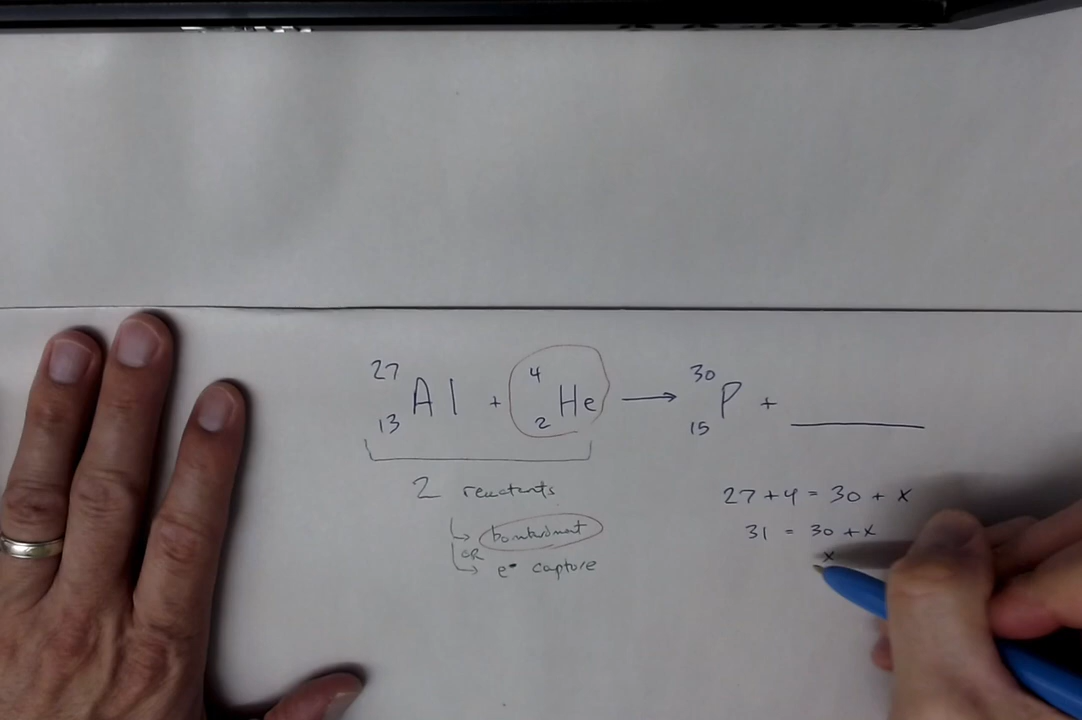 27 4 30
Al + He → P + ______
13 2 15
2 reactants
27 + 4 = 30 + x
↳ bombardment
31 = 30 + x
OR
x
↳ e- capture